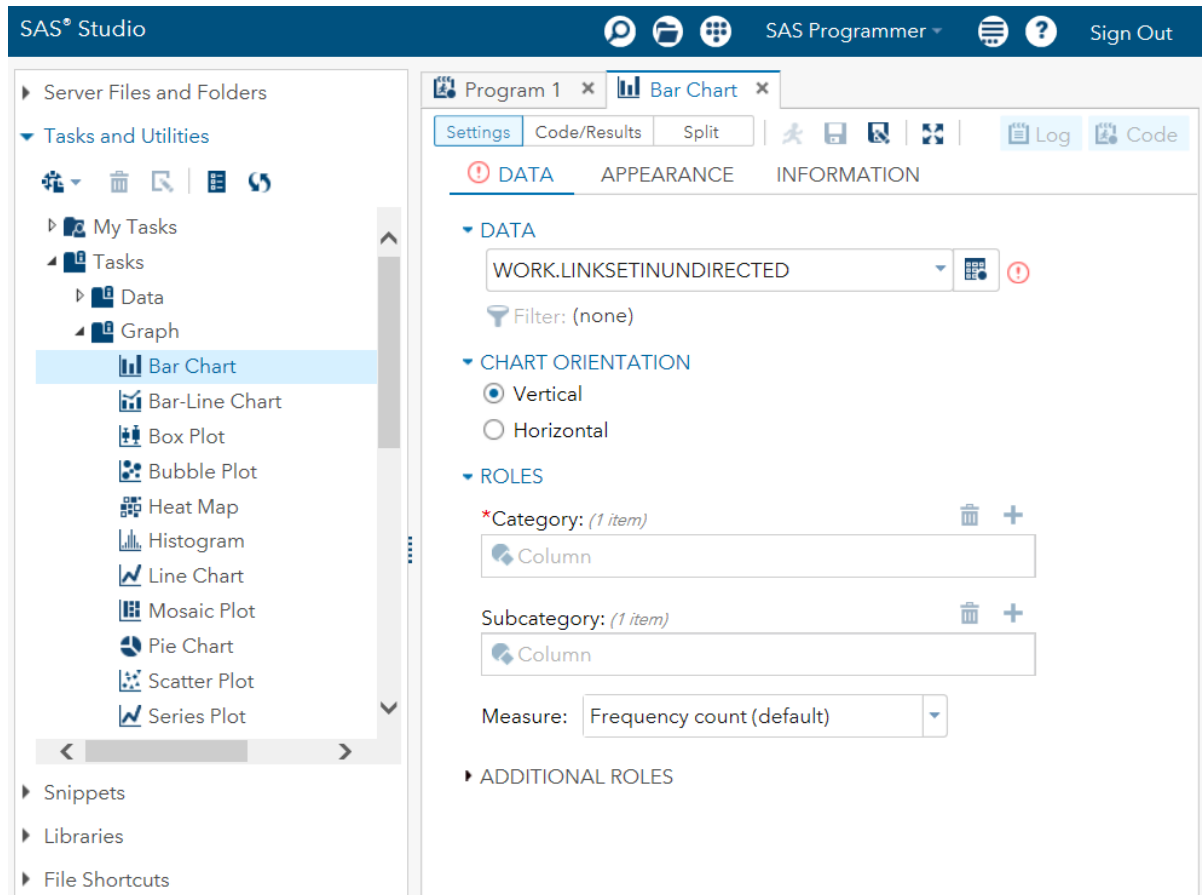 SAS® Studio
SAS Programmer
Sign Out
Server Files and Folders
Tasks and Utilities
My Tasks
Tasks
Data
Graph
Bar Chart
Bar-Line Chart
Box Plot
Bubble Plot
Heat Map
Histogram
Line Chart
Mosaic Plot
Pie Chart
Scatter Plot
Series Plot
Snippets
Libraries
File Shortcuts
Program 1
Bar Chart
Settings
Code/Results
Split
Log
Code
DATA
APPEARANCE
INFORMATION
DATA
WORK.LINKSETINUNDIRECTED
Filter: (none)
CHART ORIENTATION
Vertical
Horizontal
ROLES
*Category: (1 item)
Column
Subcategory: (1 item)
Column
Measure: Frequency count (default)
ADDITIONAL ROLES